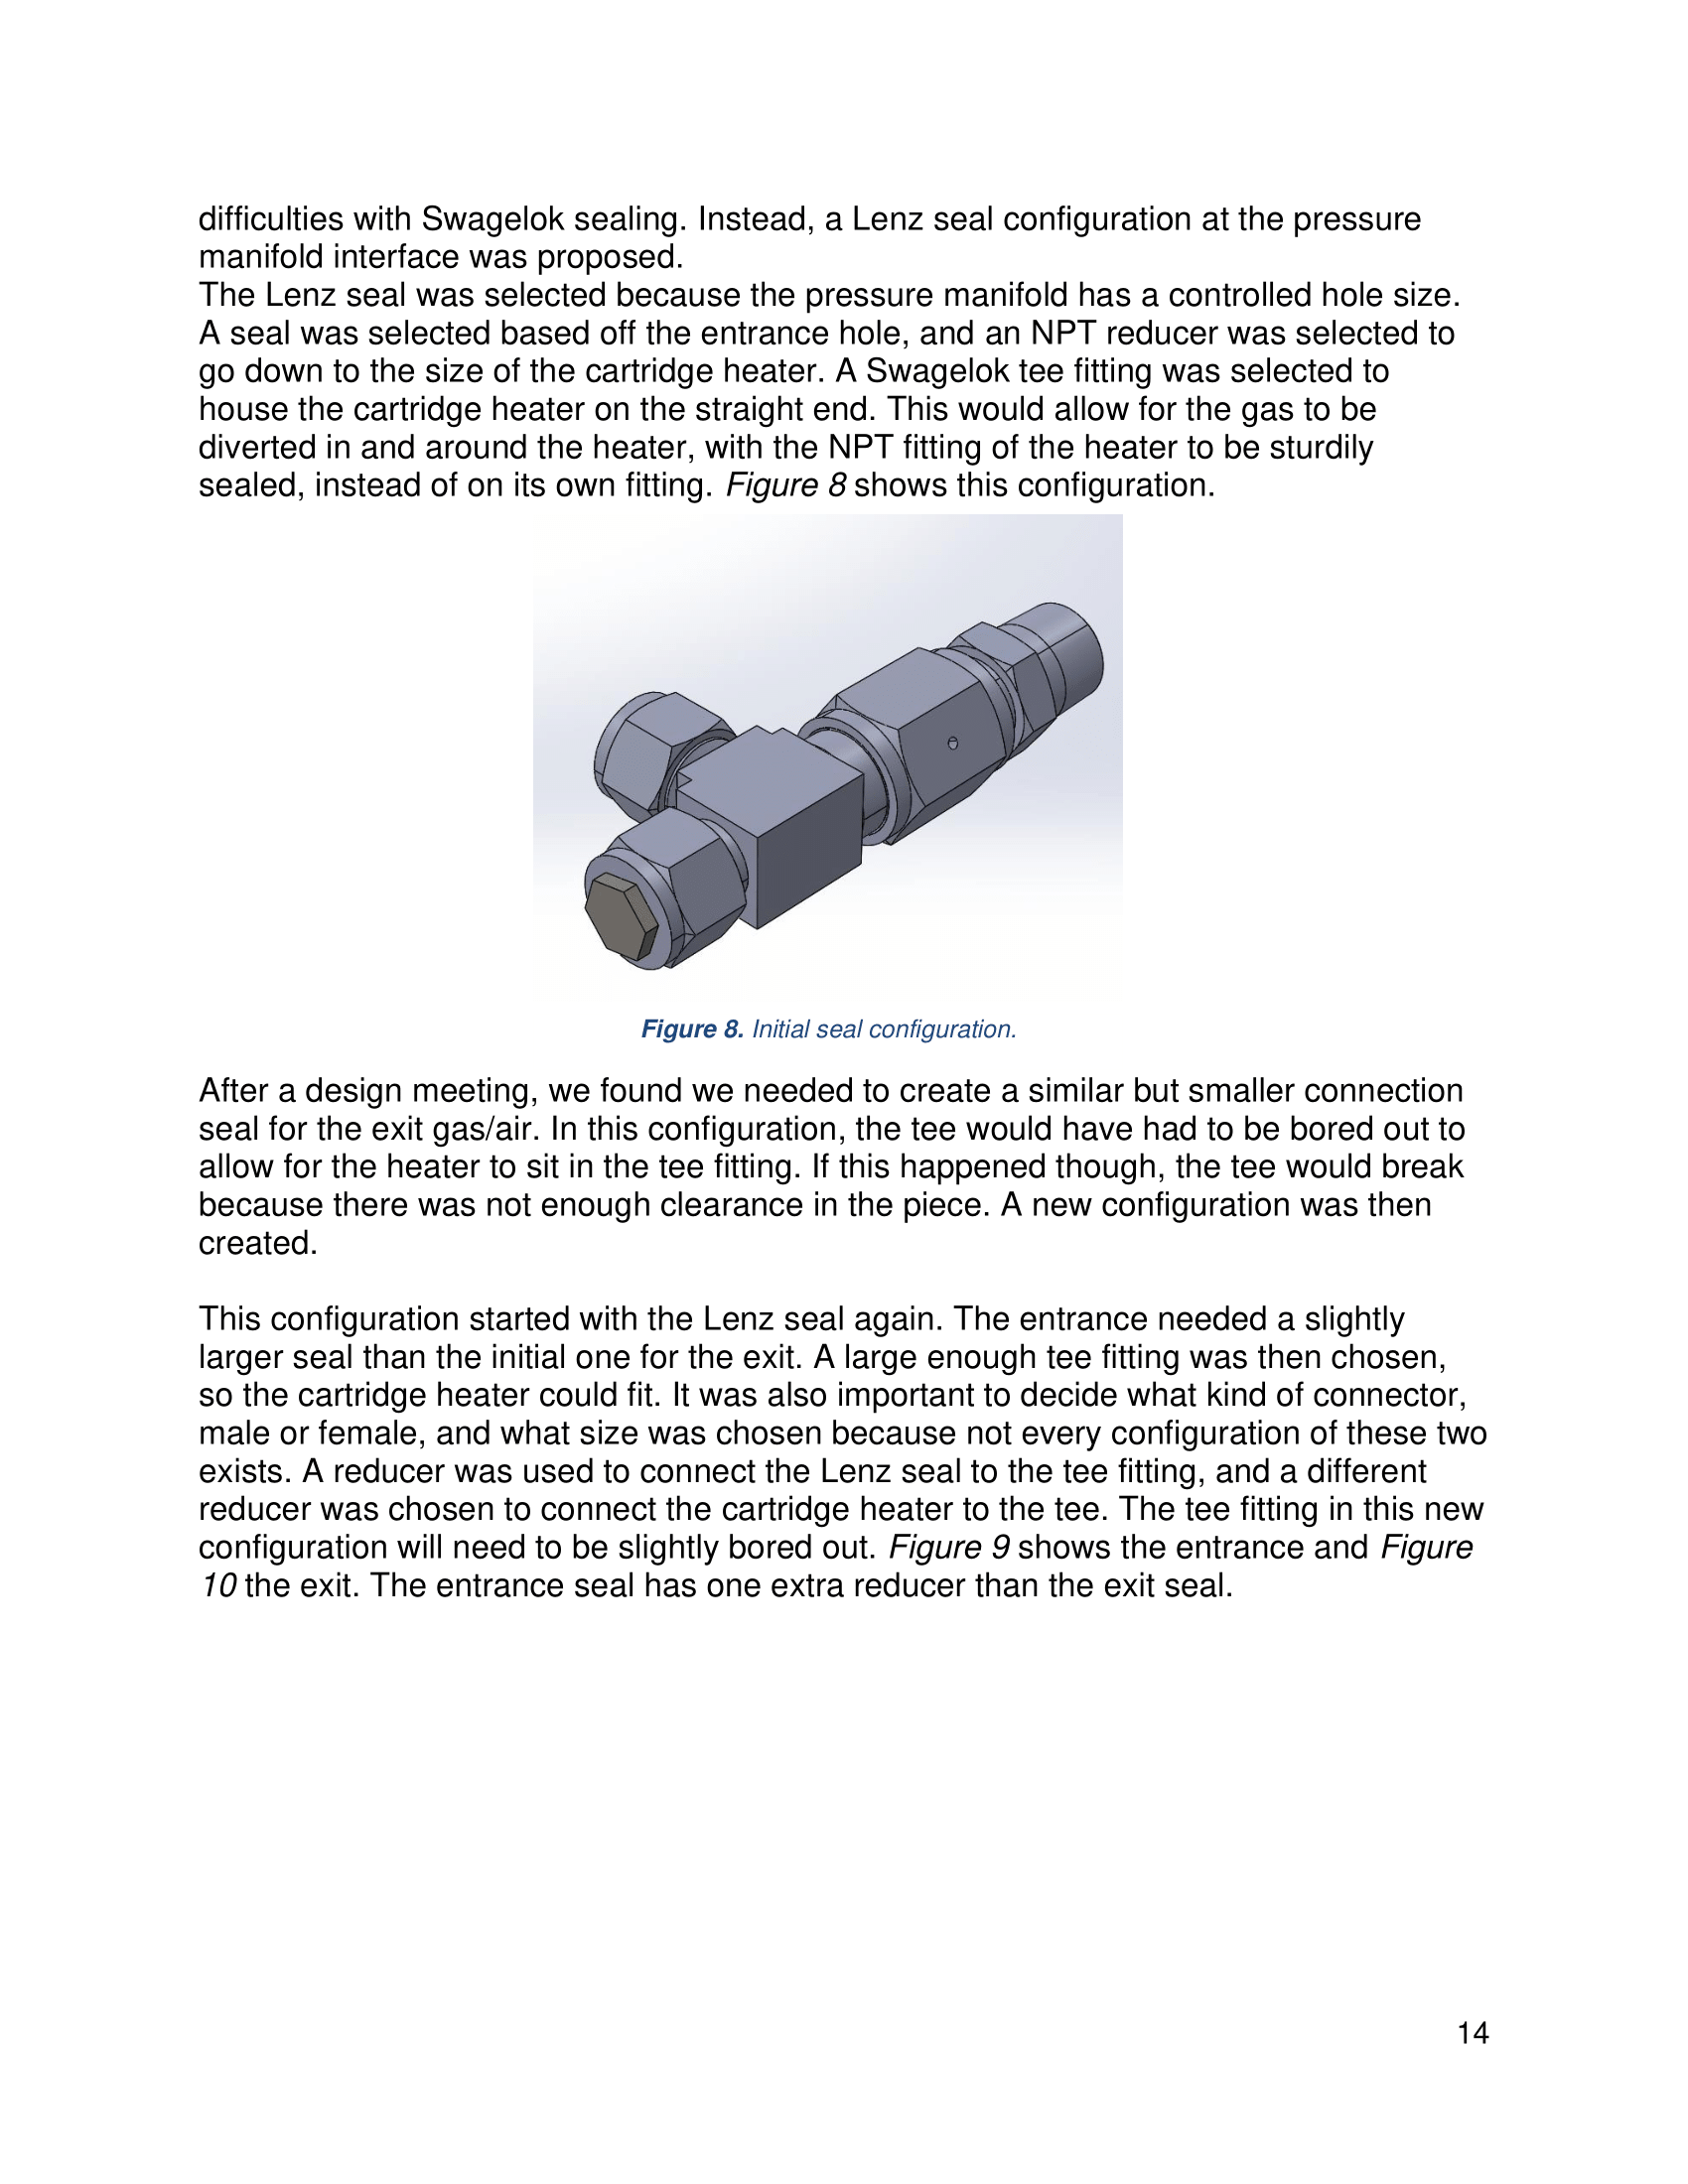 difficulties with Swagelok sealing. Instead, a Lenz seal configuration at the pressure
manifold interface was proposed.
The Lenz seal was selected because the pressure manifold has a controlled hole size.
A seal was selected based off the entrance hole, and an NPT reducer was selected to
go down to the size of the cartridge heater. A Swagelok tee fitting was selected to
house the cartridge heater on the straight end. This would allow for the gas to be
diverted in and around the heater, with the NPT fitting of the heater to be sturdily
sealed, instead of on its own fitting. Figure 8 shows this configuration.
Figure 8. Initial seal configuration.
After a design meeting, we found we needed to create a similar but smaller connection
seal for the exit gas/air. In this configuration, the tee would have had to be bored out to
allow for the heater to sit in the tee fitting. If this happened though, the tee would break
because there was not enough clearance in the piece. A new configuration was then
created.
This configuration started with the Lenz seal again. The entrance needed a slightly
larger seal than the initial one for the exit. A large enough tee fitting was then chosen,
so the cartridge heater could fit. It was also important to decide what kind of connector,
male or female, and what size was chosen because not every configuration of these two
exists. A reducer was used to connect the Lenz seal to the tee fitting, and a different
reducer was chosen to connect the cartridge heater to the tee. The tee fitting in this new
configuration will need to be slightly bored out. Figure 9 shows the entrance and Figure
10 the exit. The entrance seal has one extra reducer than the exit seal.
14